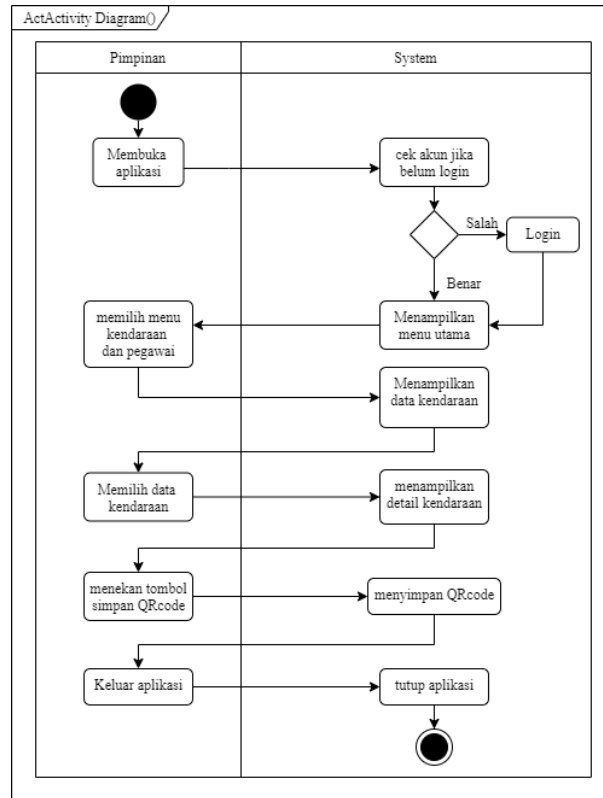 ActActivity Diagram()
Pimpinan
System
Membuka
aplikasi
cek akun jika
belum login
Salah
Login
Benar
memilih menu
kendaraan
dan pegawai
Menampilkan
menu utama
Menampilkan
data kendaraan
Memilih data
kendaraan
menampilkan
detail kendaraan
menekan tombol
simpan QRcode
menyimpan QRcode
Keluar aplikasi
tutup aplikasi